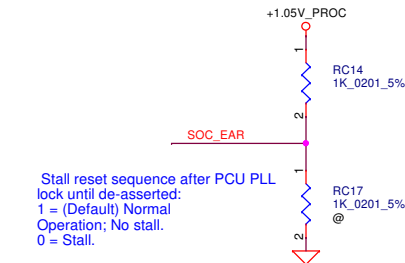 +1.05V_PROC
1
RC14
1K_0201_5%
2
SOC_EAR
1
Stall reset sequence after PCU PLL
lock until de-asserted:
1 = (Default) Normal
Operation; No stall.
0 = Stall.
RC17
1K_0201_5%
@
2